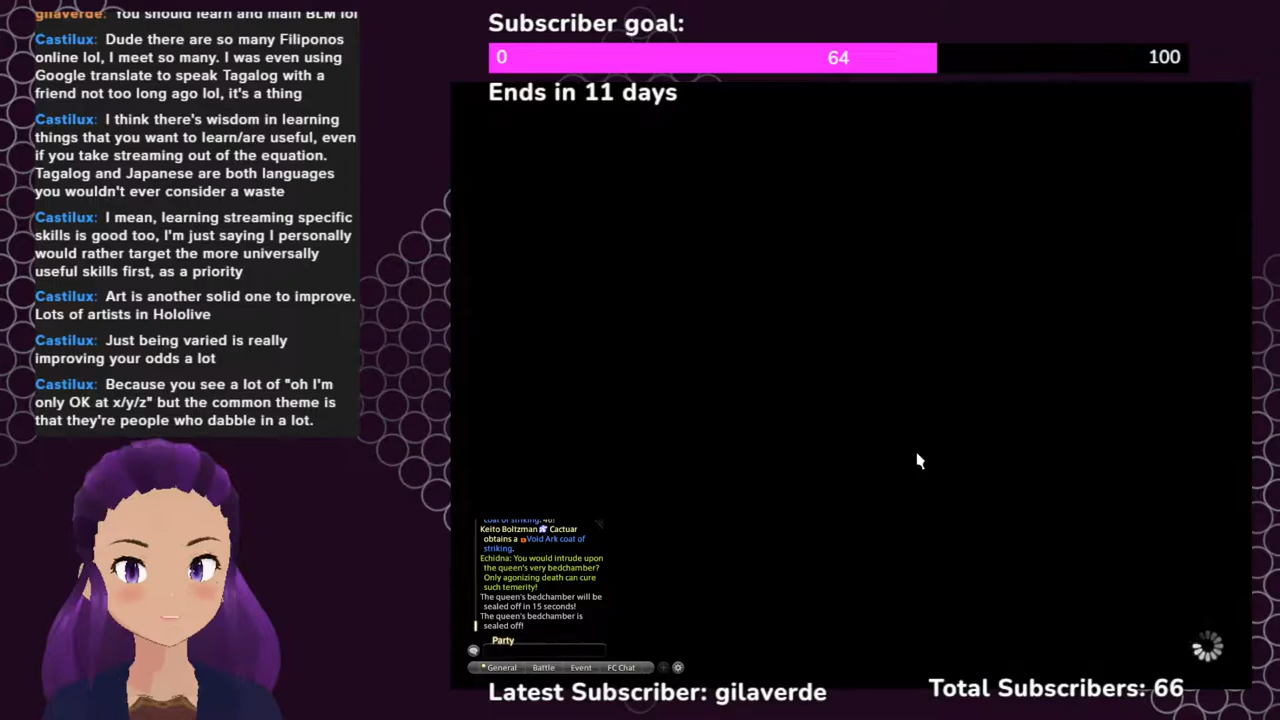 gilaverde: You should learn and main BLM lol
Castilux: Dude there are so many Filiponos
online lol, I meet so many. I was even using
Google translate to speak Tagalog with a
friend not too long ago lol, it's a thing
Castilux: I think there's wisdom in learning
things that you want to learn/are useful, even
if you take streaming out of the equation.
Tagalog and Japanese are both languages
you wouldn't ever consider a waste
Castilux: I mean, learning streaming specific
skills is good too, I'm just saying I personally
would rather target the more universally
useful skills first, as a priority
Castilux: Art is another solid one to improve.
Lots of artists in Hololive
Castilux: Just being varied is really
improving your odds a lot
Castilux: Because you see a lot of "oh I'm
only OK at x/y/z" but the common theme is
that they're people who dabble in a lot.
Subscriber goal:
0 64 100
Ends in 11 days
coat of striking.
Keito Boltzman Cactuar
obtains a Void Ark coat of
striking.
Echidna: You would intrude upon
the queen's very bedchamber?
Only agonizing death can cure
such temerity!
The queen's bedchamber will be
sealed off in 15 seconds!
The queen's bedchamber is
sealed off!
Party
General Battle Event FC Chat
Latest Subscriber: gilaverde
Total Subscribers: 66